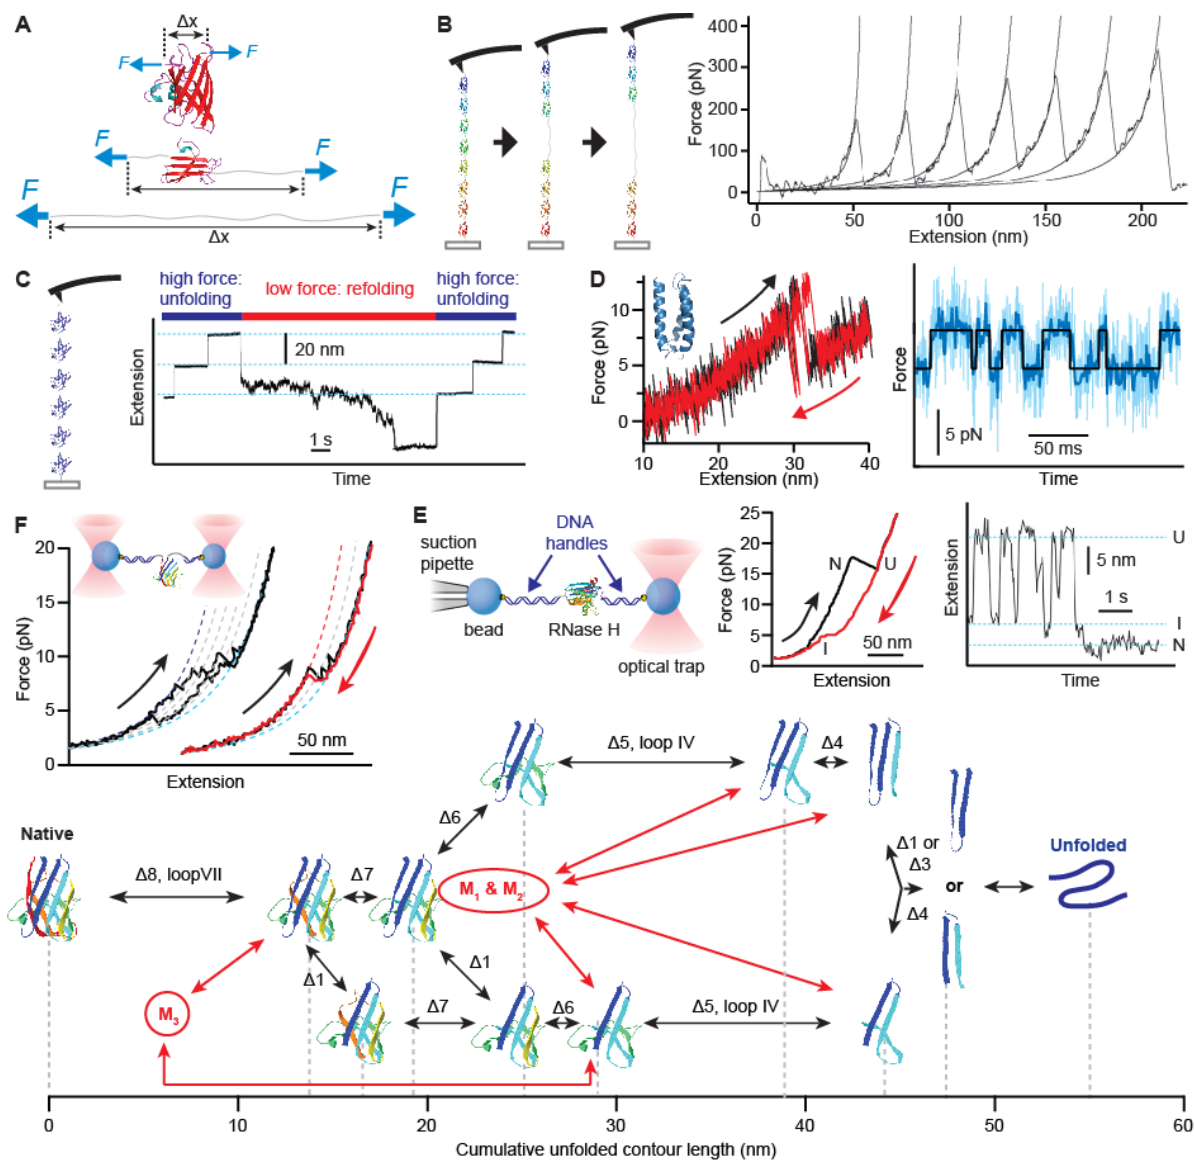 A
Δx
F
F
F
F
F
F
Δx
B
Force (pN)
400
300
200
100
0
0
50
100
150
200
Extension (nm)
C
high force:
unfolding
low force: refolding
high force:
unfolding
Extension
20 nm
1 s
Time
D
Force (pN)
10
5
0
10
20
30
40
Extension (nm)
Force
5 pN
50 ms
Time
F
Force (pN)
20
15
10
5
0
50 nm
Extension
E
suction
pipette
DNA
handles
bead
RNase H
optical trap
Force (pN)
25
20
15
10
5
0
N
U
I
50 nm
Extension
Extension
U
5 nm
1 s
I
N
Time
Δ5, loop IV
Δ4
Δ6
Native
Δ8, loopVII
Δ7
M1 & M2
Δ1 or
Δ3
or
Δ4
Unfolded
Δ1
Δ1
M3
Δ7
Δ6
Δ5, loop IV
0
10
20
30
40
50
60
Cumulative unfolded contour length (nm)